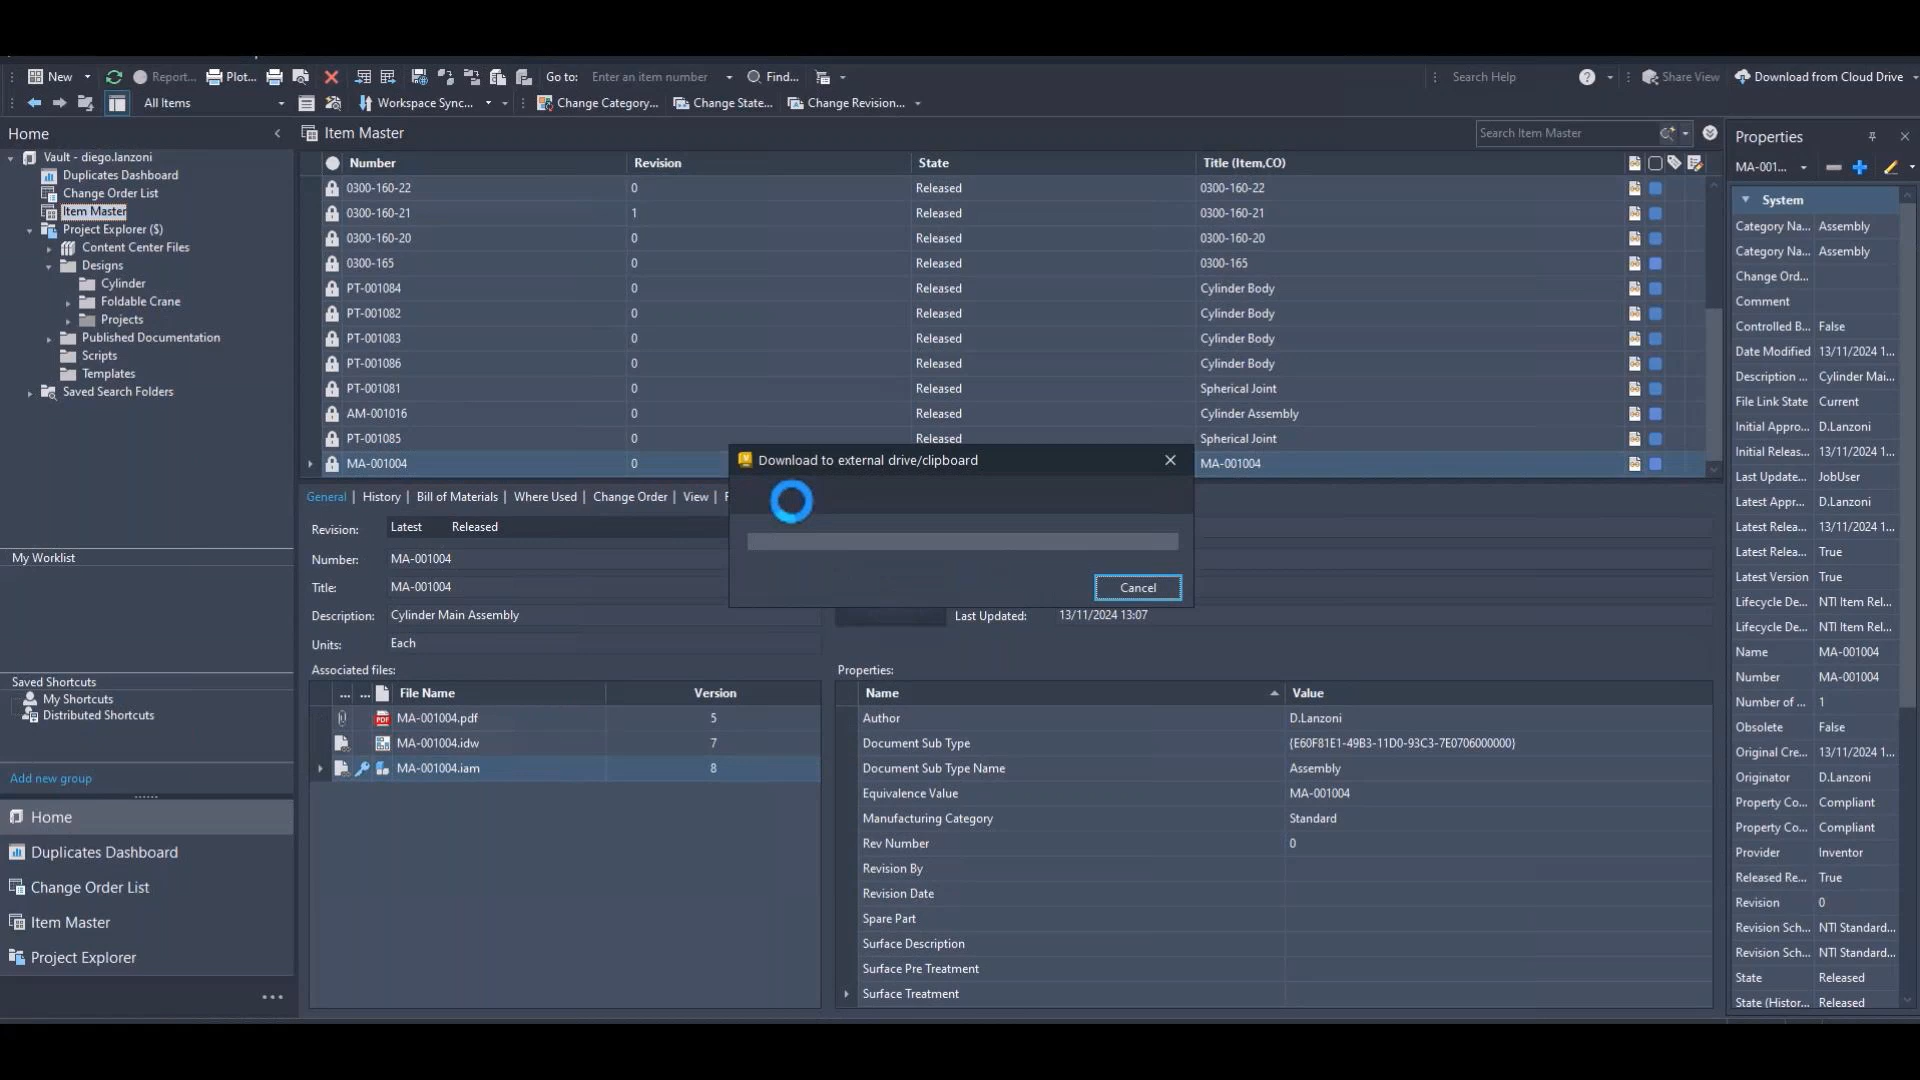 New Report... Plot... Go to: Enter an item number Find... Search Help Share View Download from Cloud Drive
All Items Workspace Sync... Change Category... Change State... Change Revision...
Home
Vault - diego.lanzoni
Duplicates Dashboard
Change Order List
Item Master
Project Explorer ($)
Content Center Files
Designs
Cylinder
Foldable Crane
Projects
Published Documentation
Scripts
Templates
Saved Search Folders
My Worklist
Saved Shortcuts
My Shortcuts
Distributed Shortcuts
Add new group
Home
Duplicates Dashboard
Change Order List
Item Master
Project Explorer
Item Master Search Item Master
Number Revision State Title (Item,CO)
0300-160-22 0 Released 0300-160-22
0300-160-21 1 Released 0300-160-21
0300-160-20 0 Released 0300-160-20
0300-165 0 Released 0300-165
PT-001084 0 Released Cylinder Body
PT-001082 0 Released Cylinder Body
PT-001083 0 Released Cylinder Body
PT-001086 0 Released Cylinder Body
PT-001081 0 Released Spherical Joint
AM-001016 0 Released Cylinder Assembly
PT-001085 0 Released Spherical Joint
MA-001004 0 MA-001004
Download to external drive/clipboard
Cancel
General | History | Bill of Materials | Where Used | Change Order | View |
Revision: Latest Released
Number: MA-001004
Title: MA-001004
Description: Cylinder Main Assembly Last Updated: 13/11/2024 13:07
Units: Each
Associated files:
... ... File Name Version
MA-001004.pdf 5
MA-001004.idw 7
MA-001004.iam 8
Properties:
Name Value
Author D.Lanzoni
Document Sub Type {E60F81E1-49B3-11D0-93C3-7E0706000000}
Document Sub Type Name Assembly
Equivalence Value MA-001004
Manufacturing Category Standard
Rev Number 0
Revision By
Revision Date
Spare Part
Surface Description
Surface Pre Treatment
Surface Treatment
Properties
MA-001...
System
Category Na... Assembly
Category Na... Assembly
Change Ord...
Comment
Controlled B... False
Date Modified 13/11/2024 1...
Description ... Cylinder Mai...
File Link State Current
Initial Appro... D.Lanzoni
Initial Releas... 13/11/2024 1...
Last Update... JobUser
Latest Appr... D.Lanzoni
Latest Relea... 13/11/2024 1...
Latest Relea... True
Latest Version True
Lifecycle De... NTI Item Rel...
Lifecycle De... NTI Item Rel...
Name MA-001004
Number MA-001004
Number of ... 1
Obsolete False
Original Cre... 13/11/2024 1...
Originator D.Lanzoni
Property Co... Compliant
Property Co... Compliant
Provider Inventor
Released Re... True
Revision 0
Revision Sch... NTI Standard...
Revision Sch... NTI Standard...
State Released
State (Histor... Released